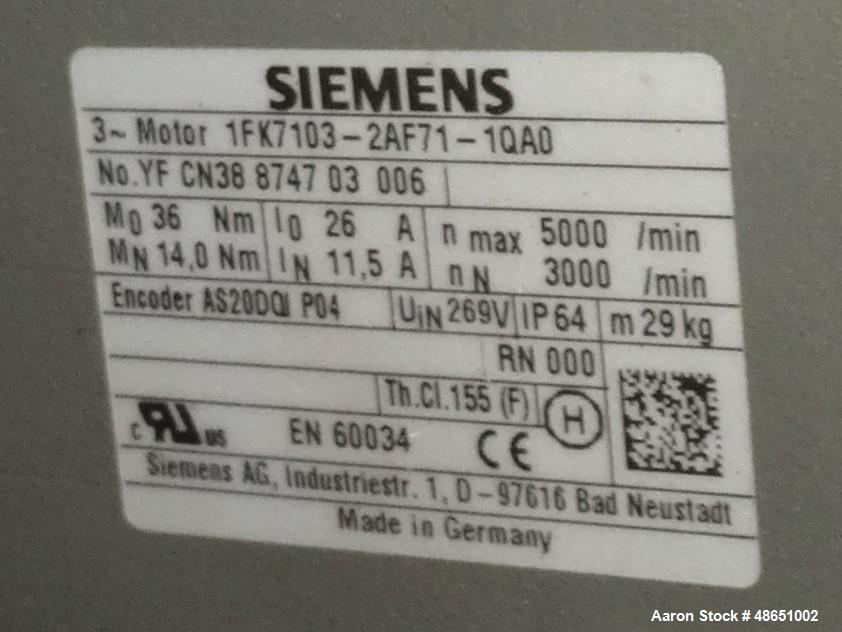 SIEMENS
3~ Motor 1FK7103-2AF71-1QA0
No.YF CN38 8747 03 006
M0 36 Nm I0 26 A n max 5000 /min
MN 14,0 Nm IN 11,5 A nN 3000 /min
Encoder AS20DQI P04 UiN 269V IP 64 m 29 kg
RN 000
Th.Cl.155 (F) H
c RU US EN 60034 CE
Siemens AG, Industriestr. 1, D-97616 Bad Neustadt
Made in Germany
Aaron Stock # 48651002